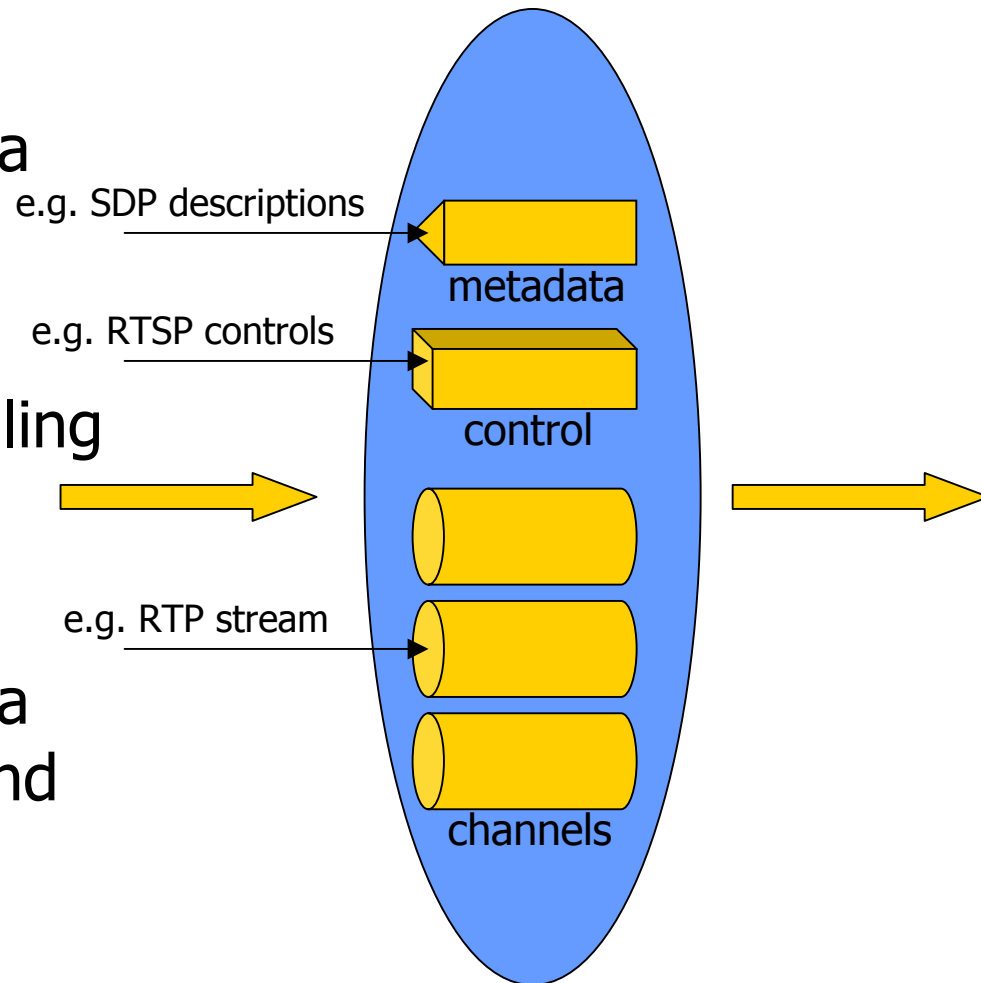 a
e.g. SDP descriptions
metadata
e.g. RTSP controls
ling
control
e.g. RTP stream
a
nd
channels